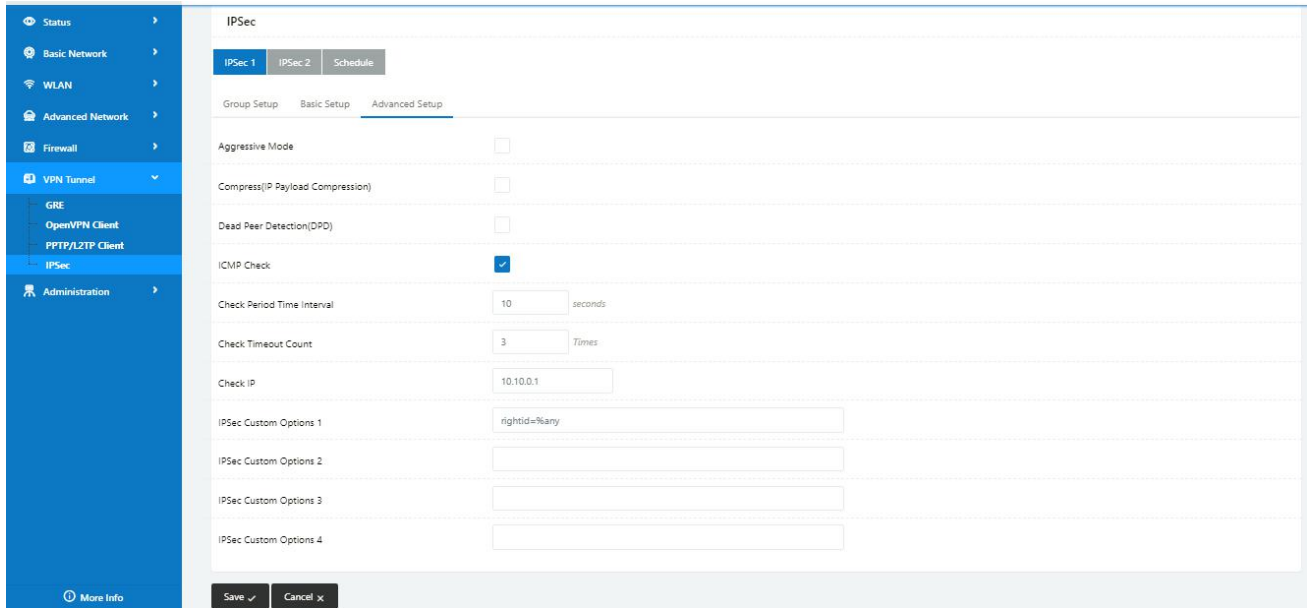 Status
Basic Network
WLAN
Advanced Network
Firewall
VPN Tunnel
GRE
OpenVPN Client
PPTP/L2TP Client
IPSec
Administration
More Info
IPSec
IPSec 1 IPSec 2 Schedule
Group Setup Basic Setup Advanced Setup
Aggressive Mode
Compress(IP Payload Compression)
Dead Peer Detection(DPD)
ICMP Check
Check Period Time Interval 10 seconds
Check Timeout Count 3 Times
Check IP 10.10.0.1
IPSec Custom Options 1 rightid=%any
IPSec Custom Options 2
IPSec Custom Options 3
IPSec Custom Options 4
Save Cancel